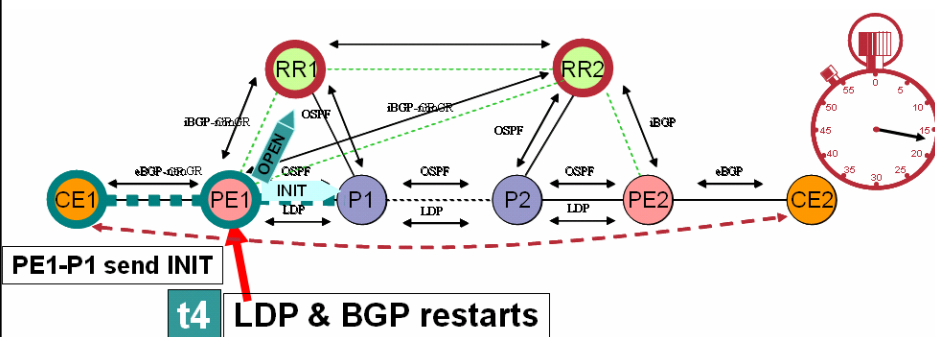 RR1
RR2
iBGP
iBGP
OSPF
OPEN
OSPF
iBGP
0
5
10
15
20
25
30
35
40
45
50
55
eBGP
OSPF
OSPF
OSPF
eBGP
CE1
PE1
INIT
P1
P2
PE2
CE2
LDP
LDP
LDP
PE1-P1 send INIT
t4
LDP & BGP restarts